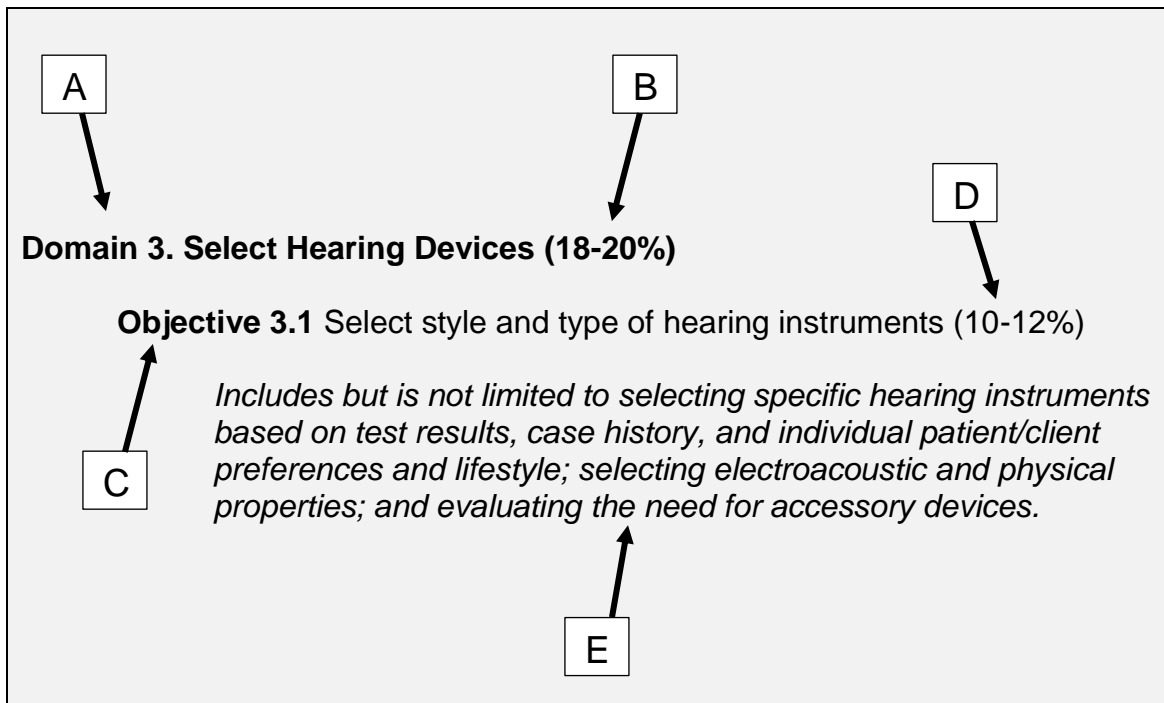 A
B
D
Domain 3. Select Hearing Devices (18-20%)
Objective 3.1 Select style and type of hearing instruments (10-12%)
Includes but is not limited to selecting specific hearing instruments
based on test results, case history, and individual patient/client
preferences and lifestyle; selecting electroacoustic and physical
properties; and evaluating the need for accessory devices.
C
E